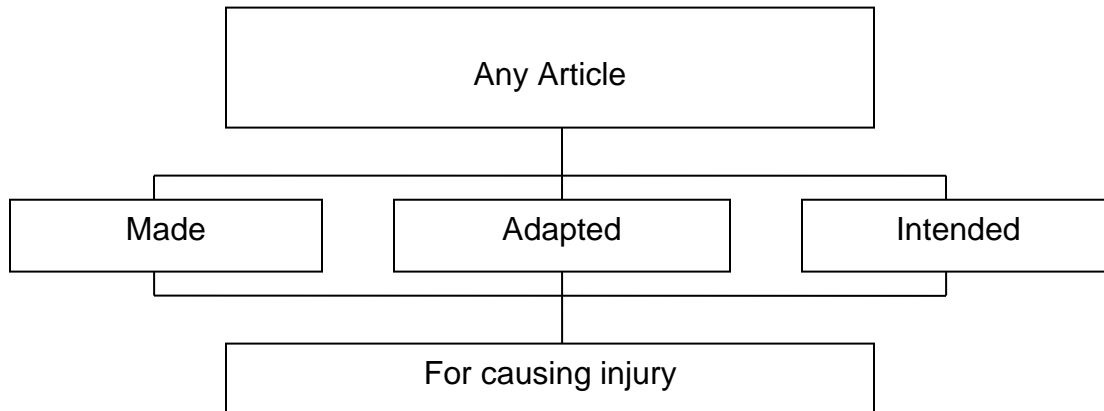 Any Article
Made
Adapted
Intended
For causing injury